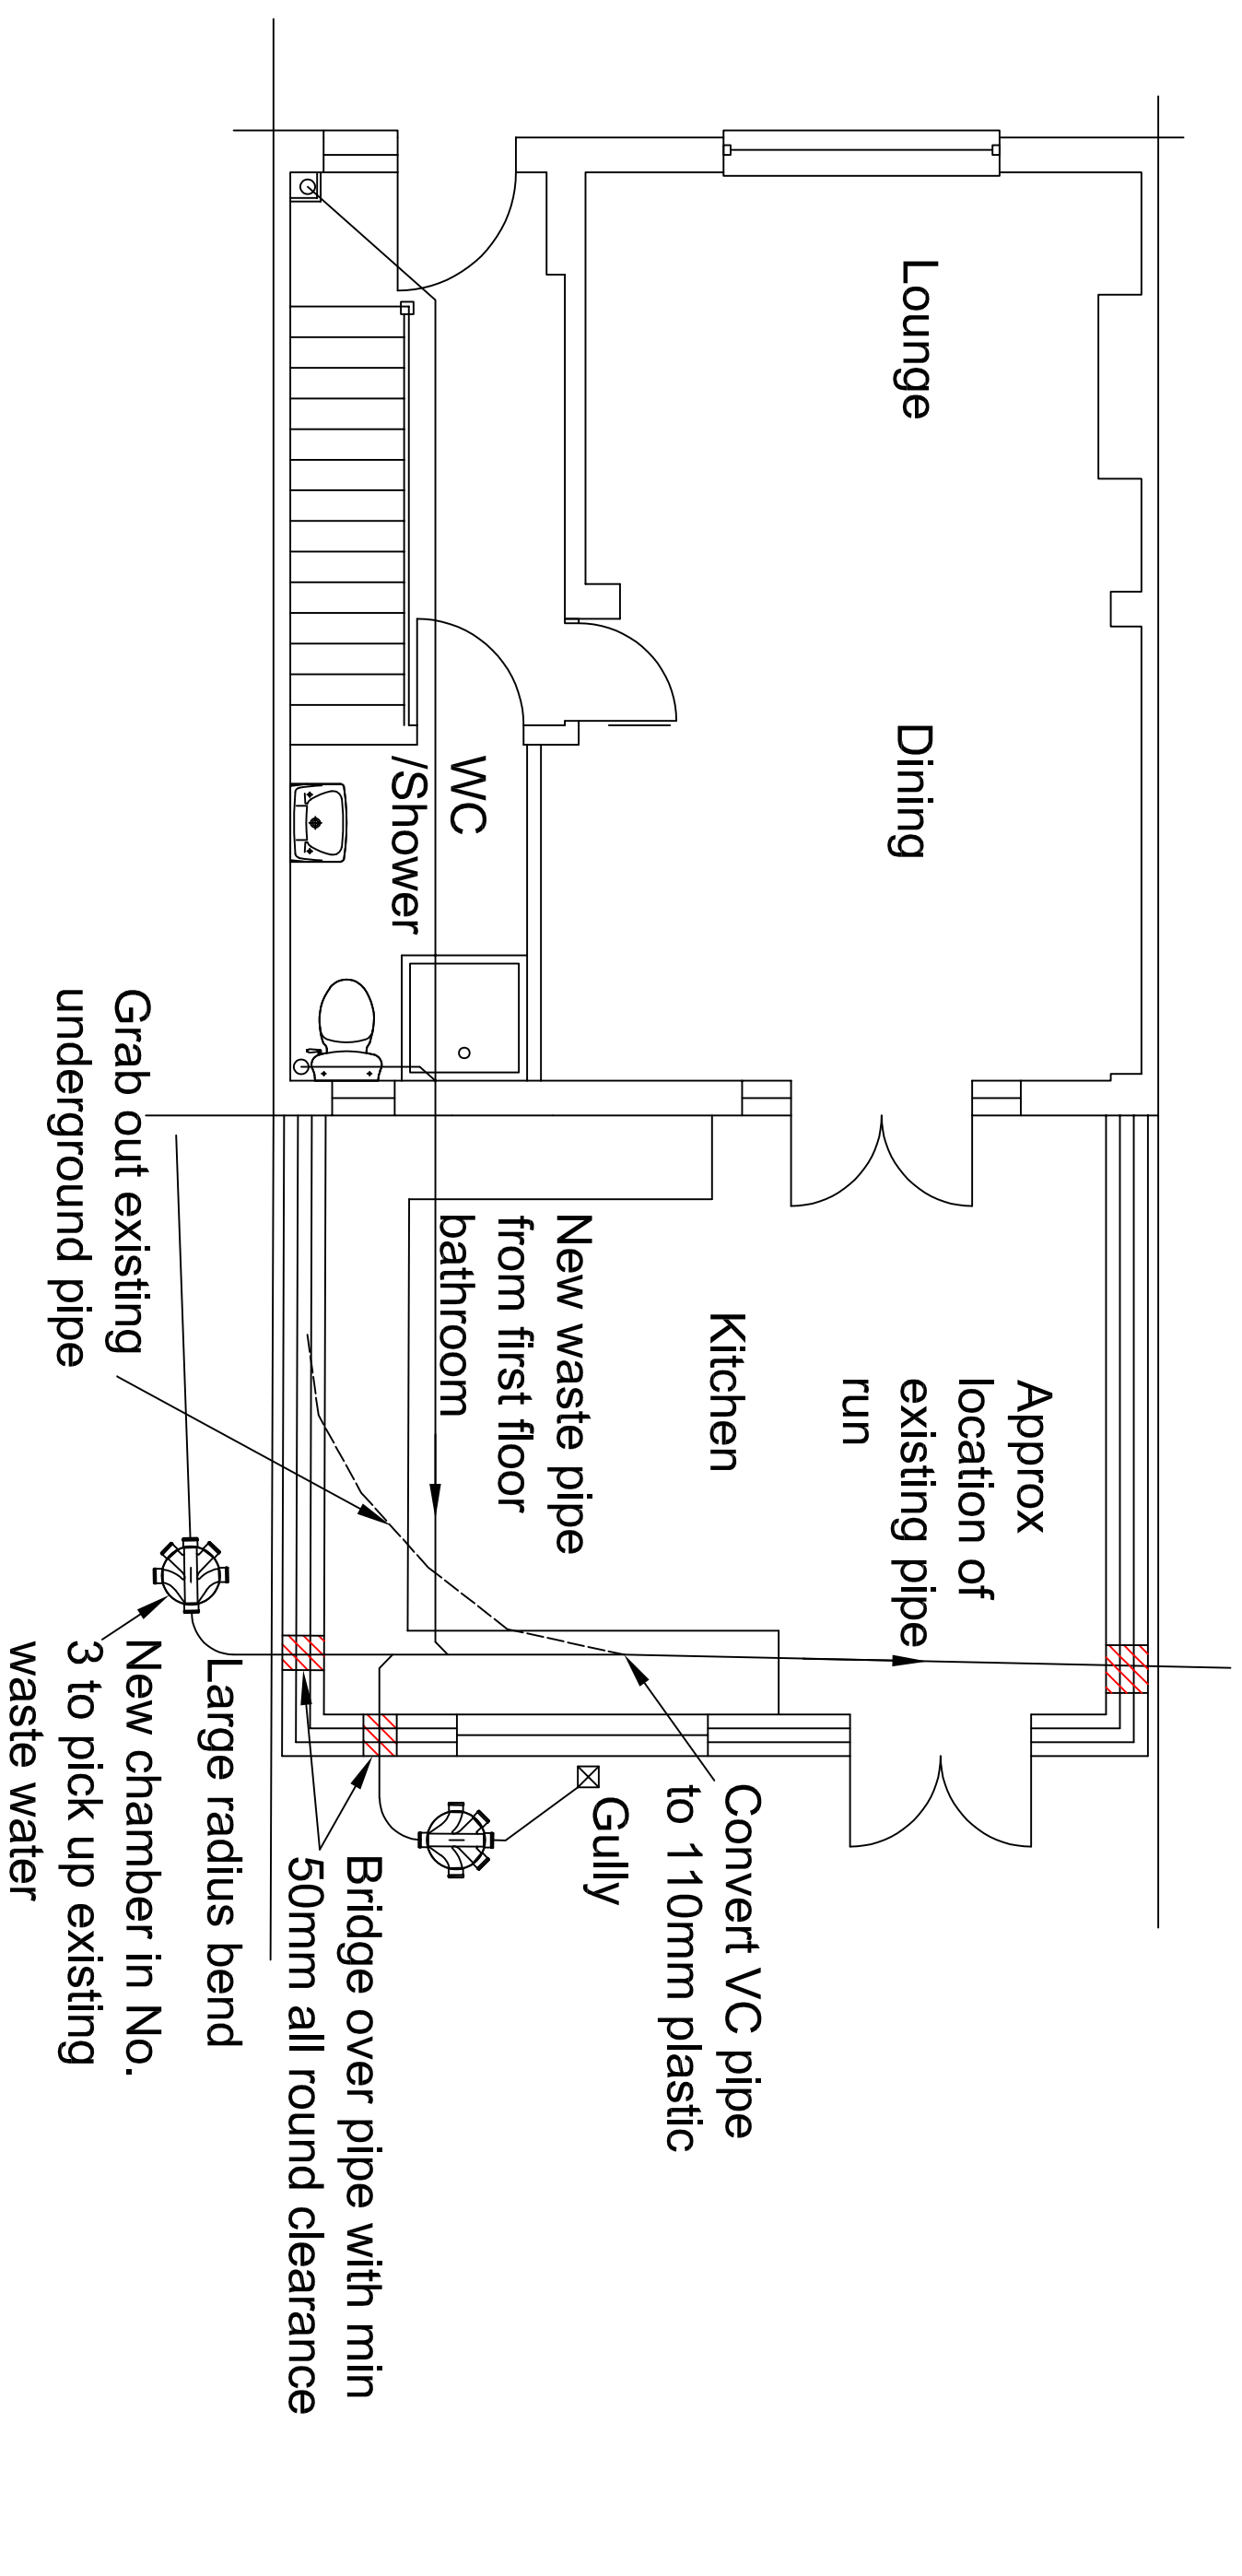 Lounge
Dining
WC
/Shower
Approx
location of
existing pipe
run
Kitchen
New waste pipe
from first floor
bathroom
Grab out existing
underground pipe
Convert VC pipe
to 110mm plastic
Gully
Bridge over pipe with min
50mm all round clearance
Large radius bend
New chamber in No.
3 to pick up existing
waste water